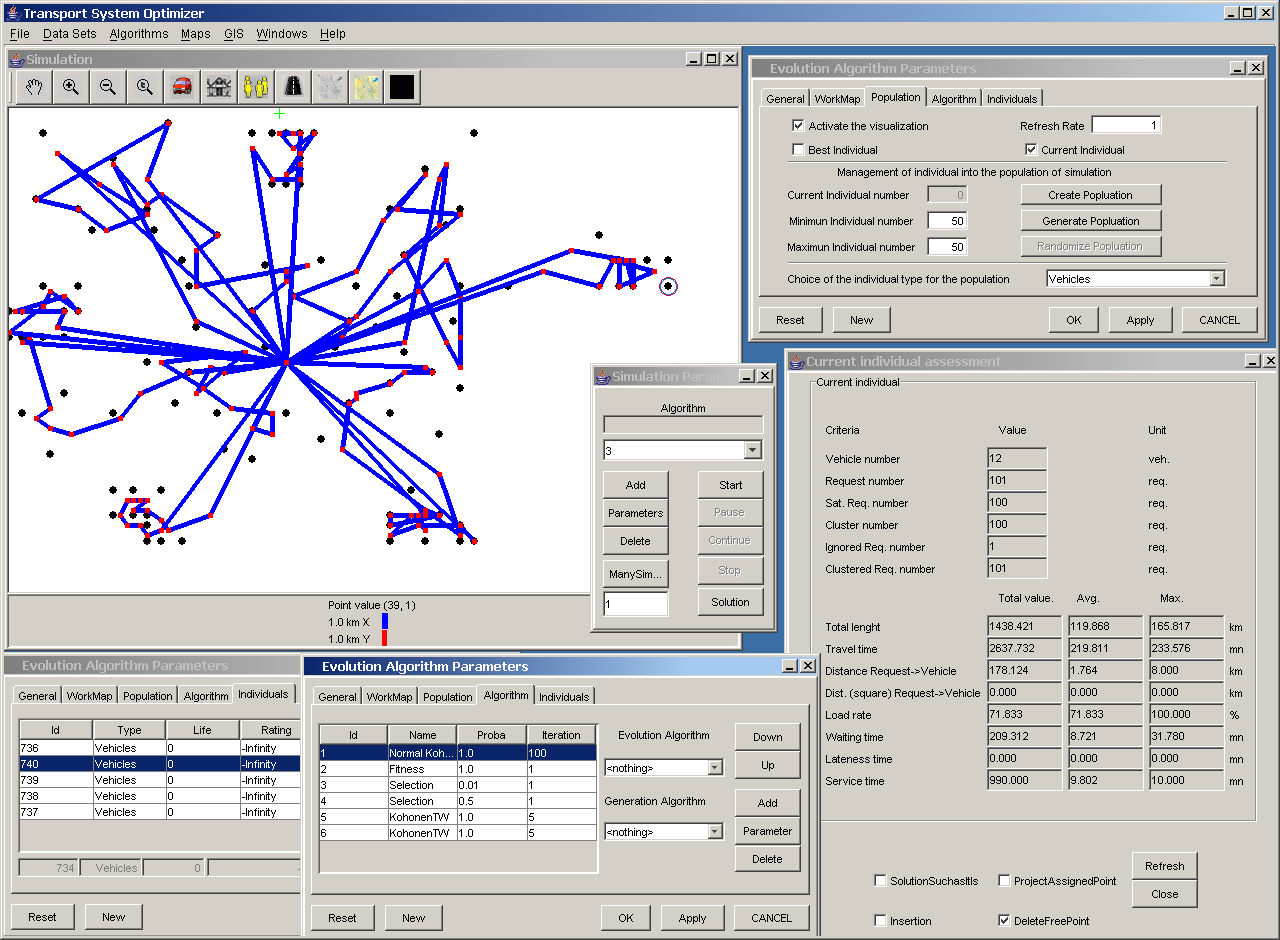 Transport System Optimizer
File Data Sets Algorithms Maps GIS Windows Help
Simulation
Point value (39, 1)
1.0 km X
1.0 km Y
Evolution Algorithm Parameters
General WorkMap Population Algorithm Individuals
Activate the visualization Refresh Rate 1
Best Individual Current Individual
Management of individual into the population of simulation
Current Individual number 0 Create Popluation
Minimun Individual number 50 Generate Popluation
Maximun Individual number 50 Randomize Popluation
Choice of the individual type for the population Vehicles
Reset New OK Apply CANCEL
Simulation Para
Algorithm
3
Add Start
Parameters Pause
Delete Continue
ManySim... Stop
1 Solution
Current individual assessment
Current individual
Criteria Value Unit
Vehicle number 12 veh.
Request number 101 req.
Sat. Req. number 100 req.
Cluster number 100 req.
Ignored Req. number 1 req.
Clustered Req. number 101 req.
Total value. Avg. Max.
Total lenght 1438.421 119.868 165.817 km
Travel time 2637.732 219.811 233.576 mn
Distance Request->Vehicle 178.124 1.764 8.000 km
Dist. (square) Request->Vehicle 0.000 0.000 0.000 km
Load rate 71.833 71.833 100.000 %
Waiting time 209.312 8.721 31.780 mn
Lateness time 0.000 0.000 0.000 mn
Service time 990.000 9.802 10.000 mn
SolutionSuchasItIs ProjectAssignedPoint Refresh
Close
Insertion DeleteFreePoint
Evolution Algorithm Parameters
General WorkMap Population Algorithm Individuals
Id Type Life Rating
736 Vehicles 0 -Infinity
740 Vehicles 0 -Infinity
739 Vehicles 0 -Infinity
738 Vehicles 0 -Infinity
737 Vehicles 0 -Infinity
734 Vehicles 0 -
Reset New
Evolution Algorithm Parameters
General WorkMap Population Algorithm Individuals
Id Name Proba Iteration
1 Normal Koh... 1.0 100
2 Fitness 1.0 1
3 Selection 0.01 1
4 Selection 0.5 1
5 KohonenTW 1.0 5
6 KohonenTW 1.0 5
Evolution Algorithm Down
<nothing> Up
Generation Algorithm Add
<nothing> Parameter
Delete
Reset New OK Apply CANCEL